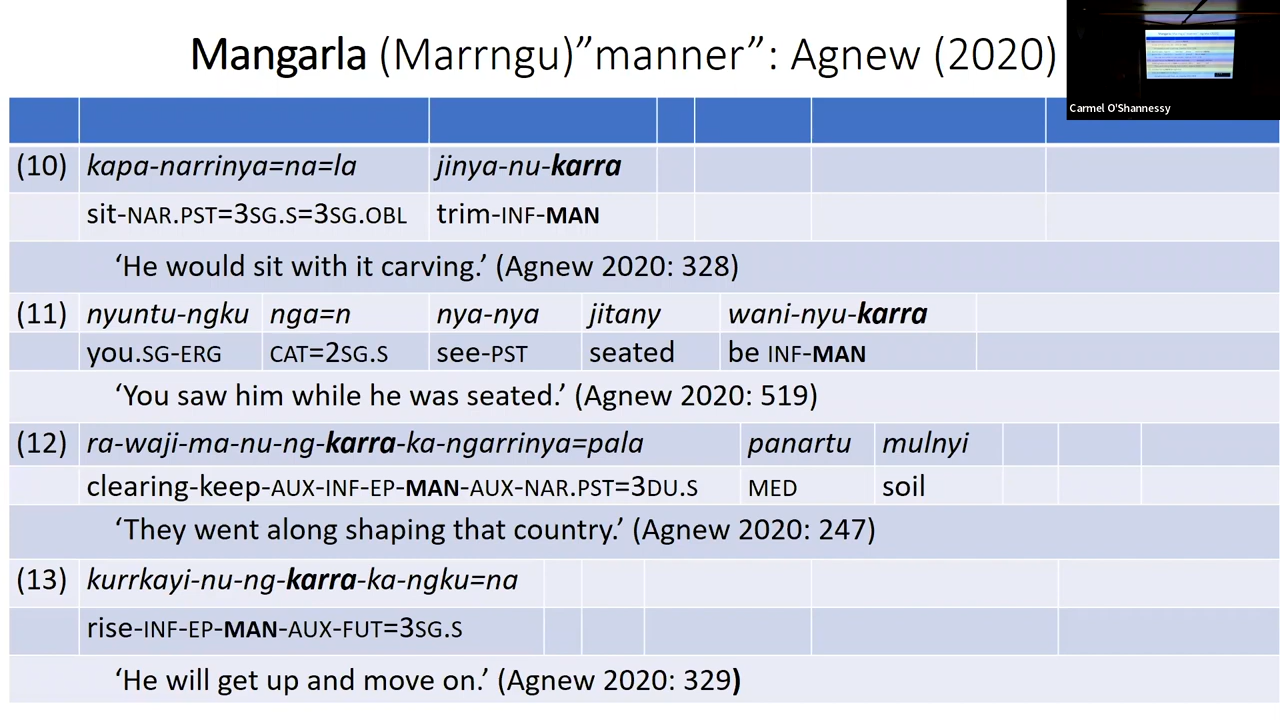 Mangarla (Marrngu)”manner”: Agnew (2020)
Carmel O'Shannessy
(10) kapa-narrinya=na=la jinya-nu-karra
sit-NAR.PST=3SG.S=3SG.OBL trim-INF-MAN
‘He would sit with it carving.’ (Agnew 2020: 328)
(11) nyuntu-ngku nga=n nya-nya jitany wani-nyu-karra
you.SG-ERG CAT=2SG.S see-PST seated be INF-MAN
‘You saw him while he was seated.’ (Agnew 2020: 519)
(12) ra-waji-ma-nu-ng-karra-ka-ngarrinya=pala panartu mulnyi
clearing-keep-AUX-INF-EP-MAN-AUX-NAR.PST=3DU.S MED soil
‘They went along shaping that country.’ (Agnew 2020: 247)
(13) kurrkayi-nu-ng-karra-ka-ngku=na
rise-INF-EP-MAN-AUX-FUT=3SG.S
‘He will get up and move on.’ (Agnew 2020: 329)